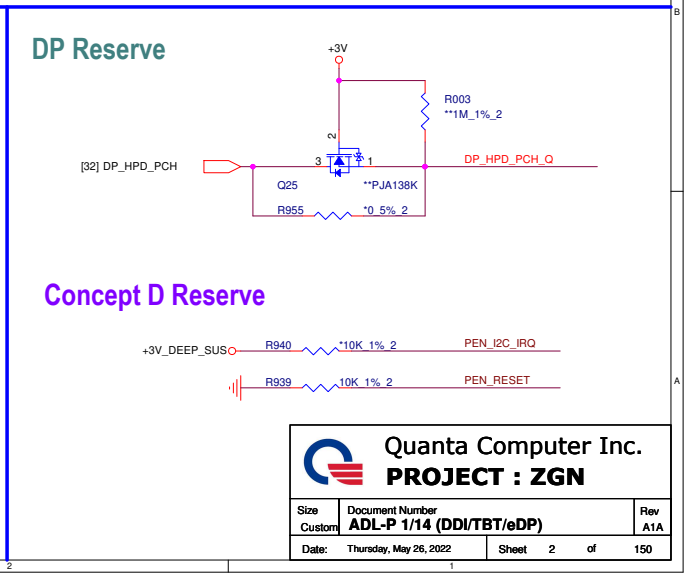 B
DP Reserve
+3V
R003
**1M_1%_2
2
[32] DP_HPD_PCH
3
1
DP_HPD_PCH_Q
Q25
**PJA138K
R955
*0_5%_2
Concept D Reserve
+3V_DEEP_SUS
R940
*10K_1%_2
PEN_I2C_IRQ
R939
10K_1%_2
PEN_RESET
A
Quanta Computer Inc.
PROJECT : ZGN
Size
Document Number
Rev
Custom
ADL-P 1/14 (DDI/TBT/eDP)
A1A
Date:
Thursday, May 26, 2022
Sheet
2
of
150
2
1